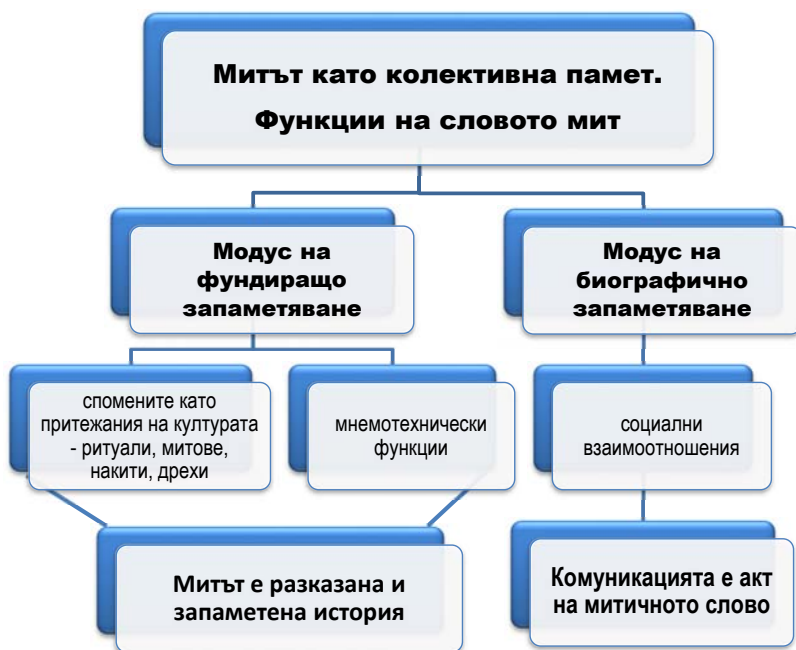 Митът като колективна памет.
Функции на словото мит
Модус на
фундиращо
запаметяване
Модус на
биографично
запаметяване
спомените като
притежания на културата
- ритуали, митове,
накити, дрехи
мнемотехнически
функции
социални
взаимоотношения
Митът е разказана и
запаметена история
Комуникацията е акт
на митичното слово